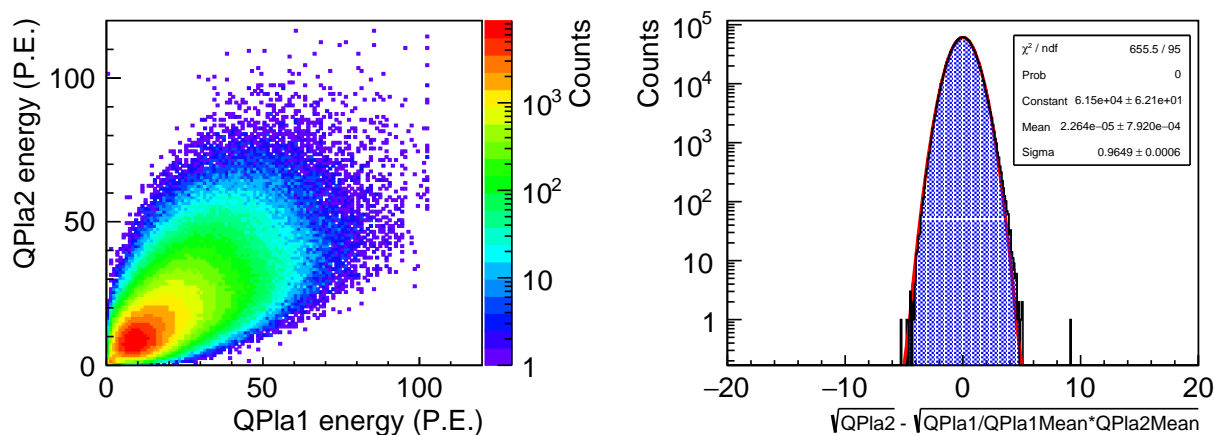 QPla2 energy (P.E.)
100
50
0
0
50
100
QPla1 energy (P.E.)
Counts
10³
10²
10
1
Counts
10⁵
10⁴
10³
10²
10
1
−20
−10
0
10
20
√QPla2 - √QPla1/QPla1Mean*QPla2Mean
χ² / ndf 655.5 / 95
Prob 0
Constant 6.15e+04 ± 6.21e+01
Mean 2.264e−05 ± 7.920e−04
Sigma 0.9649 ± 0.0006